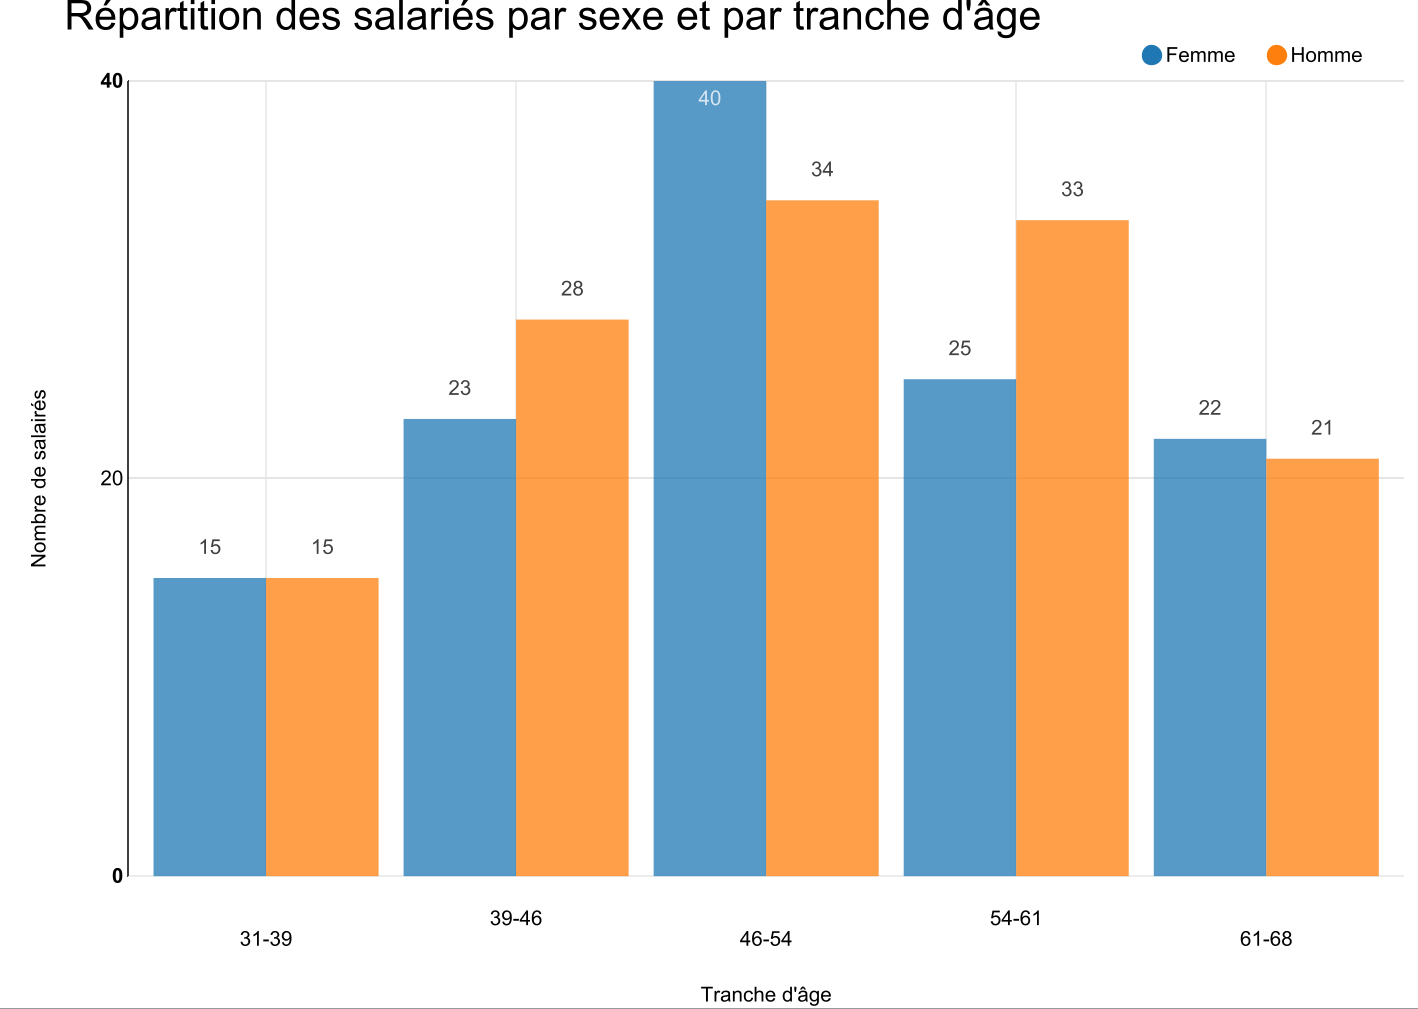 Répartition des salariés par sexe et par tranche d'âge
Femme Homme
40
40
34
33
28
25
23
22
21
20
15 15
Nombre de salairés
0
31-39 39-46 46-54 54-61 61-68
Tranche d'âge